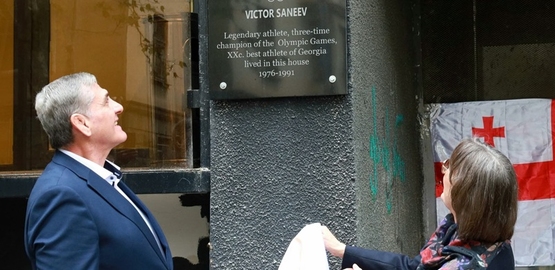 VICTOR SANEEV
Legendary athlete, three-time
champion of the Olympic Games,
XXc. best athlete of Georgia
lived in this house
1976-1991